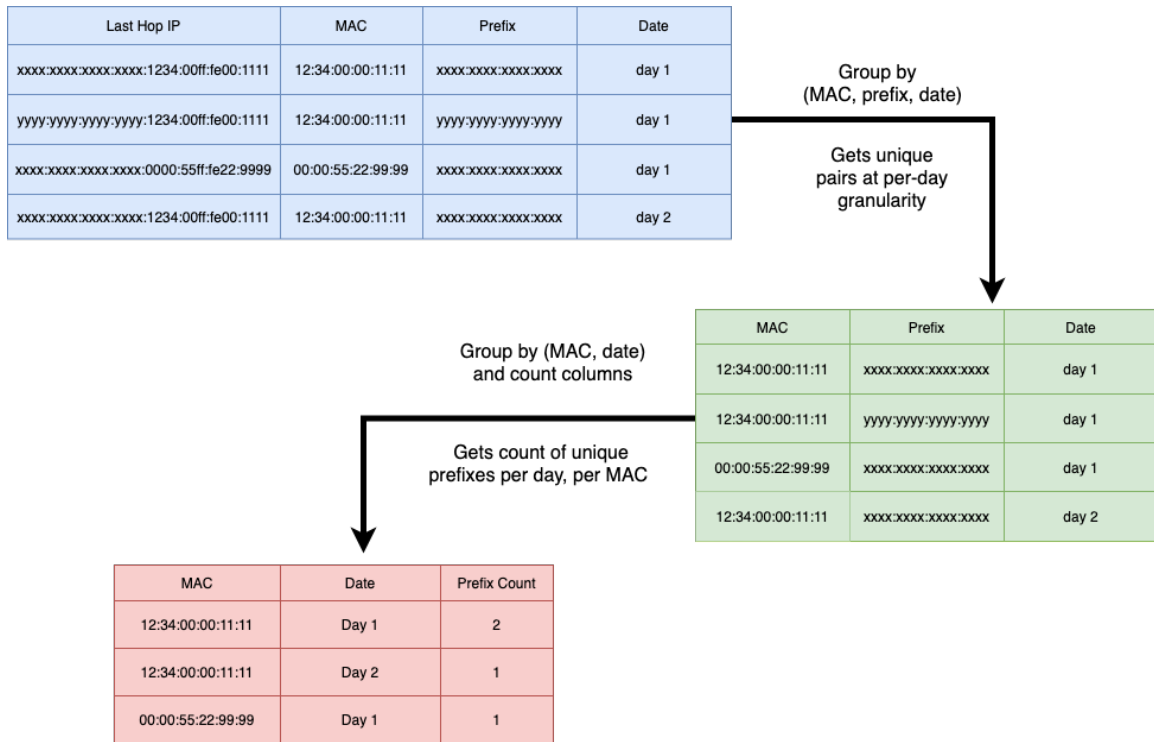 Last Hop IP MAC Prefix Date
xxxx:xxxx:xxxx:xxxx:1234:00ff:fe00:1111 12:34:00:00:11:11 xxxx:xxxx:xxxx:xxxx day 1
yyyy:yyyy:yyyy:yyyy:1234:00ff:fe00:1111 12:34:00:00:11:11 yyyy:yyyy:yyyy:yyyy day 1
xxxx:xxxx:xxxx:xxxx:0000:55ff:fe22:9999 00:00:55:22:99:99 xxxx:xxxx:xxxx:xxxx day 1
xxxx:xxxx:xxxx:xxxx:1234:00ff:fe00:1111 12:34:00:00:11:11 xxxx:xxxx:xxxx:xxxx day 2
Group by
(MAC, prefix, date)
Gets unique
pairs at per-day
granularity
MAC Prefix Date
12:34:00:00:11:11 xxxx:xxxx:xxxx:xxxx day 1
12:34:00:00:11:11 yyyy:yyyy:yyyy:yyyy day 1
00:00:55:22:99:99 xxxx:xxxx:xxxx:xxxx day 1
12:34:00:00:11:11 xxxx:xxxx:xxxx:xxxx day 2
Group by (MAC, date)
and count columns
Gets count of unique
prefixes per day, per MAC
MAC Date Prefix Count
12:34:00:00:11:11 Day 1 2
12:34:00:00:11:11 Day 2 1
00:00:55:22:99:99 Day 1 1